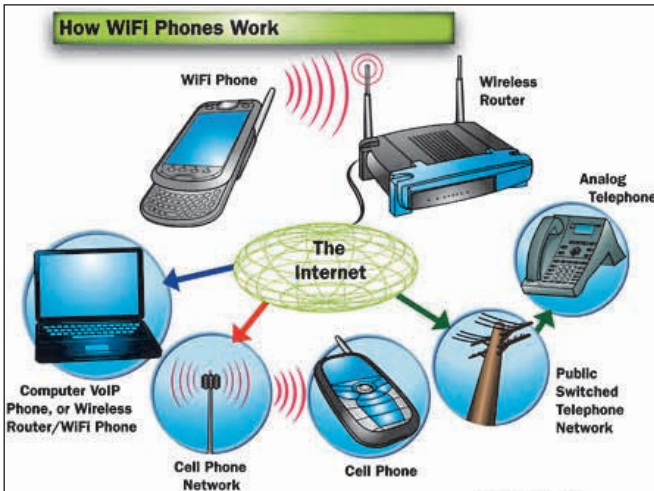 How WiFi Phones Work
WiFi Phone
Wireless
Router
Analog
Telephone
The
Internet
Computer VoIP
Phone, or Wireless
Router/WiFi Phone
Cell Phone
Network
Cell Phone
Public
Switched
Telephone
Network